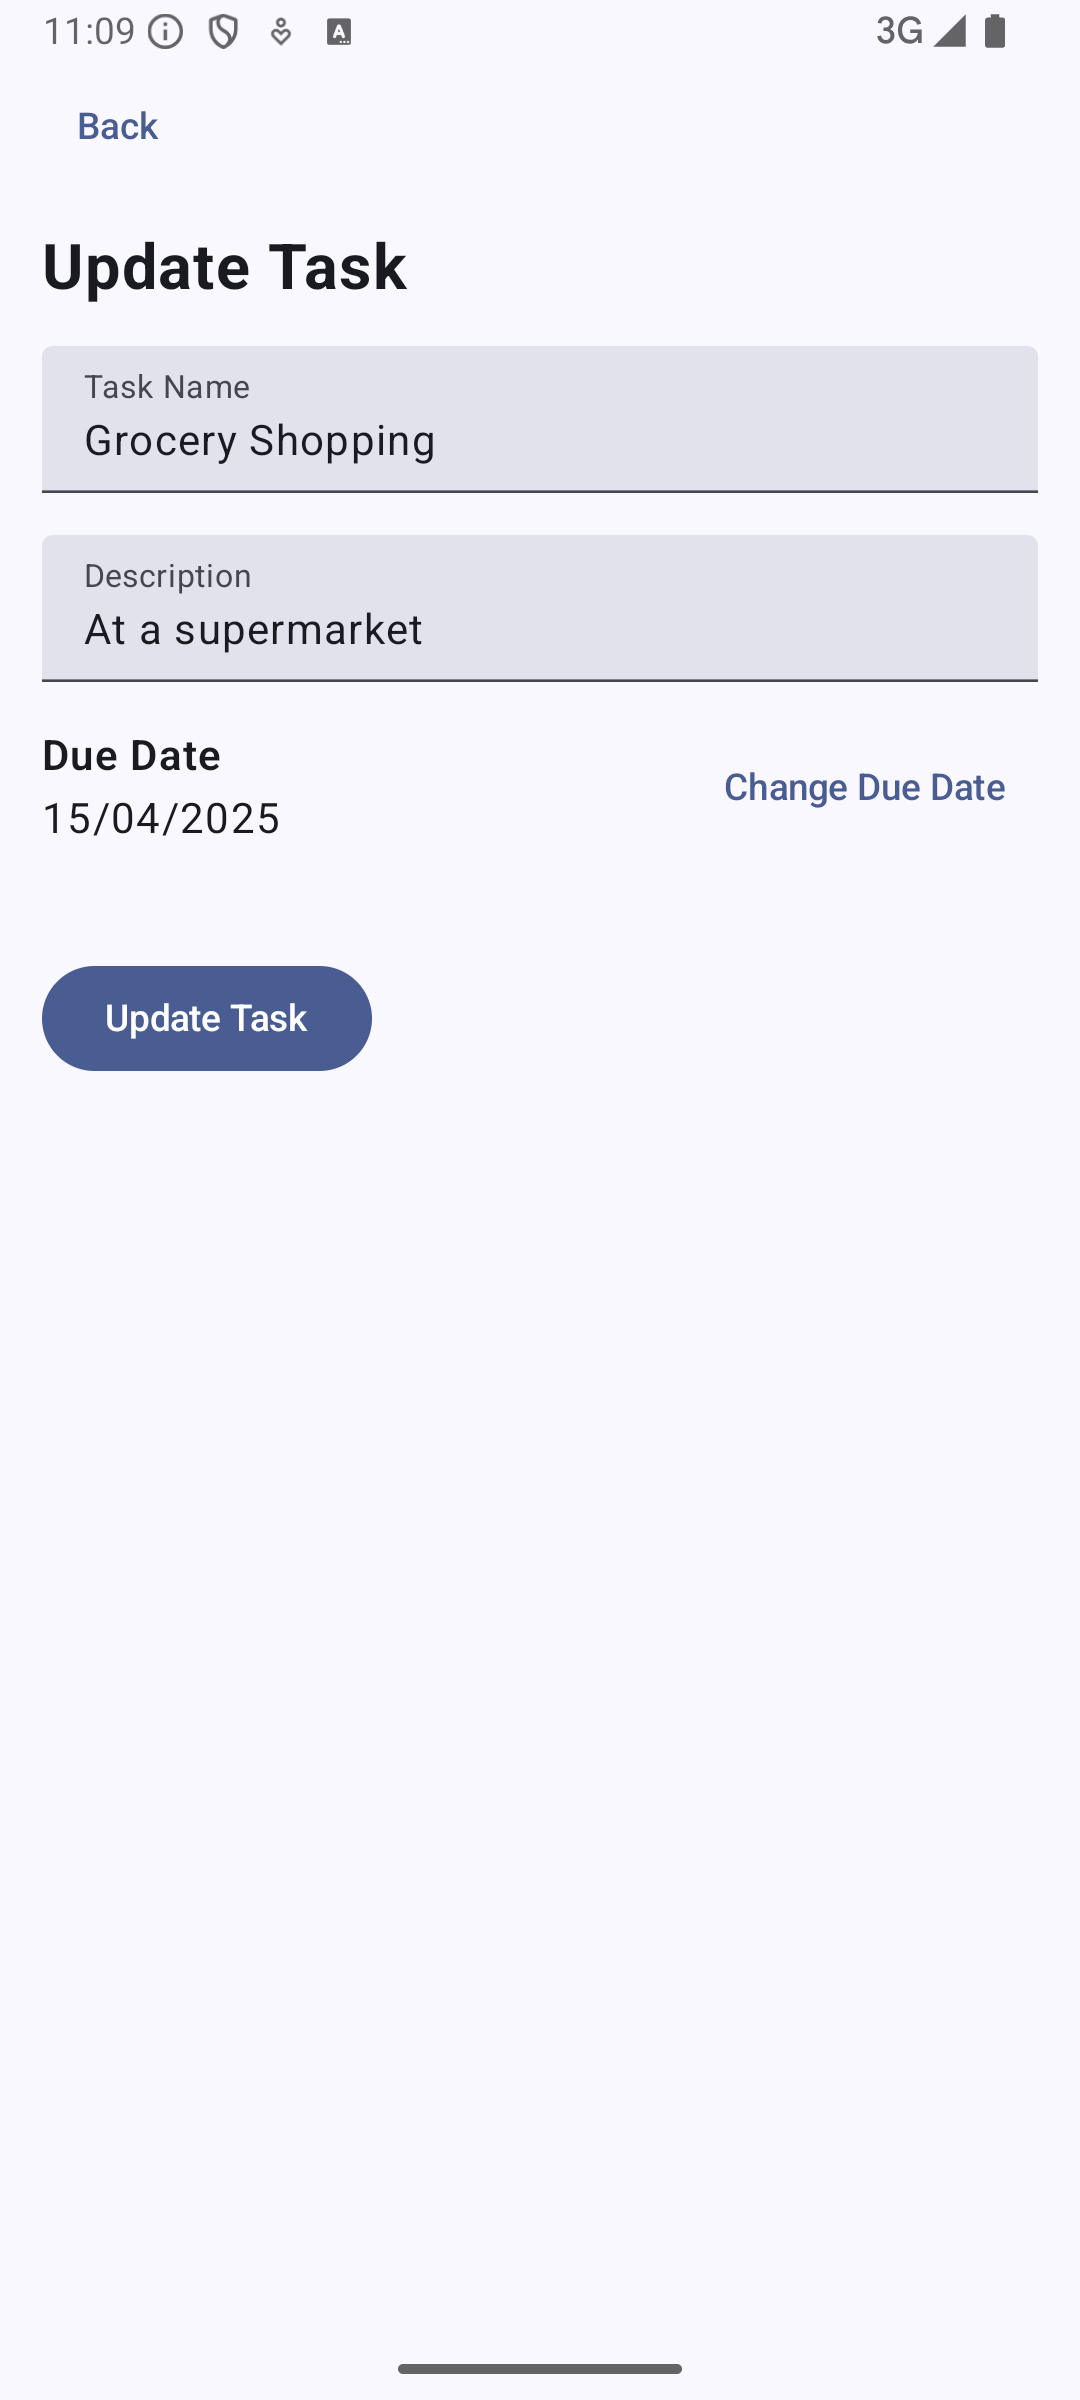 11:09
3G
Back
Update Task
Task Name
Grocery Shopping
Description
At a supermarket
Due Date
15/04/2025
Change Due Date
Update Task